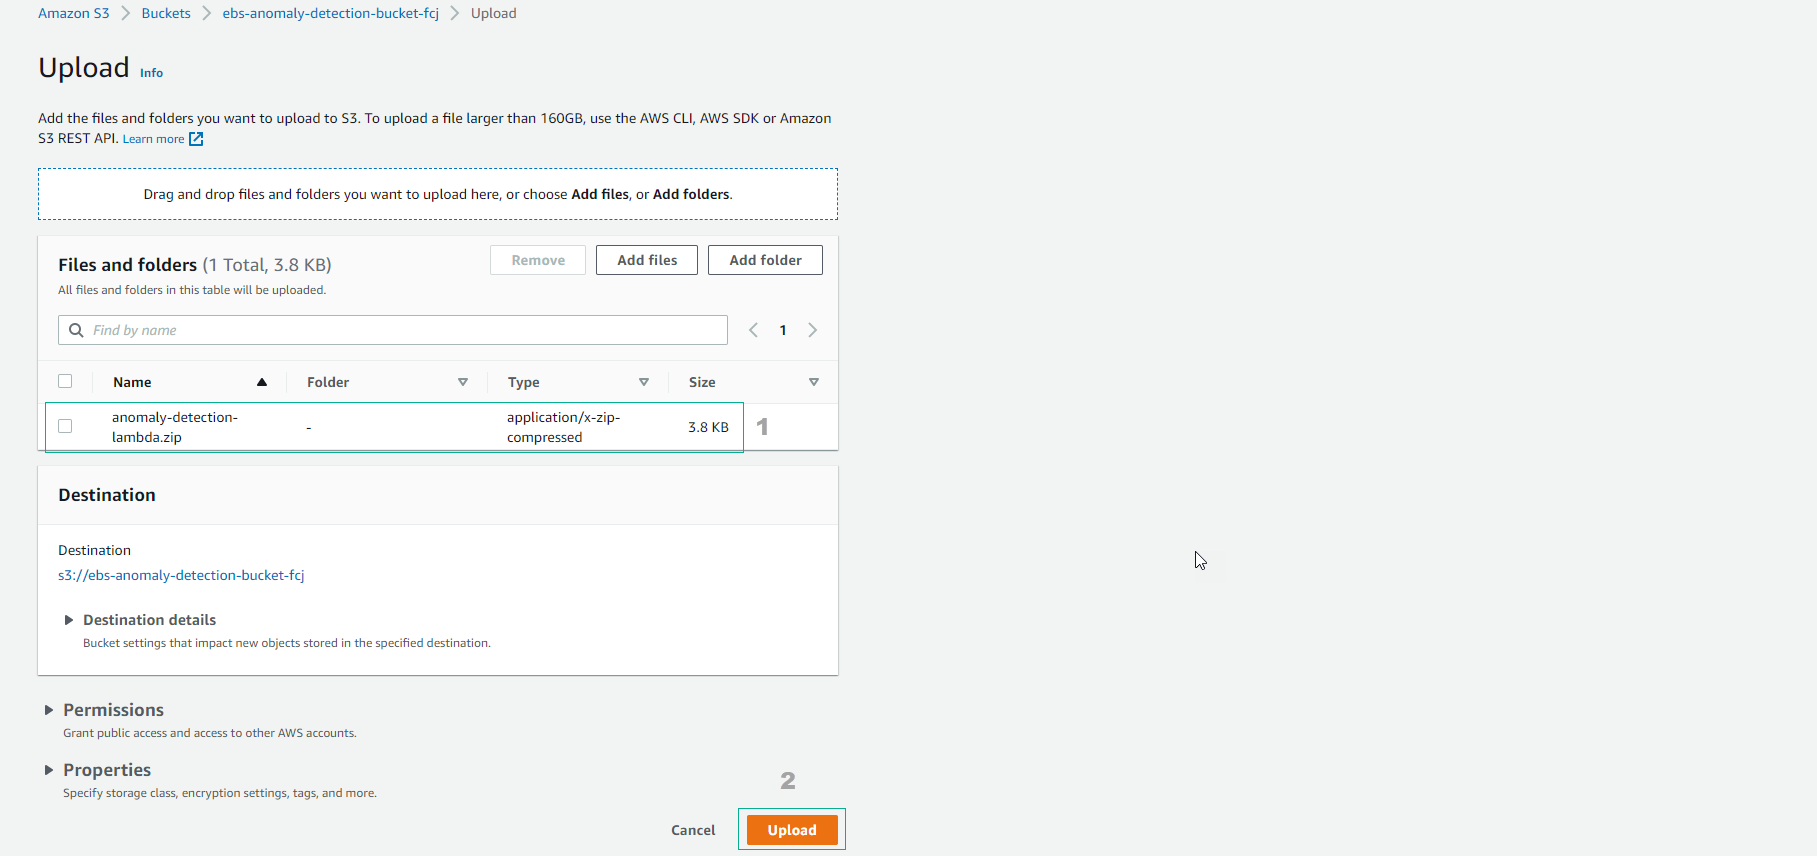 Amazon S3 > Buckets > ebs-anomaly-detection-bucket-fcj > Upload
Upload Info
Add the files and folders you want to upload to S3. To upload a file larger than 160GB, use the AWS CLI, AWS SDK or Amazon
S3 REST API. Learn more
Drag and drop files and folders you want to upload here, or choose Add files, or Add folders.
Files and folders (1 Total, 3.8 KB)
Remove
Add files
Add folder
All files and folders in this table will be uploaded.
Find by name
1
Name Folder Type Size
anomaly-detection-
lambda.zip
-
application/x-zip-
compressed
3.8 KB
1
Destination
Destination
s3://ebs-anomaly-detection-bucket-fcj
Destination details
Bucket settings that impact new objects stored in the specified destination.
Permissions
Grant public access and access to other AWS accounts.
Properties
Specify storage class, encryption settings, tags, and more.
2
Cancel Upload